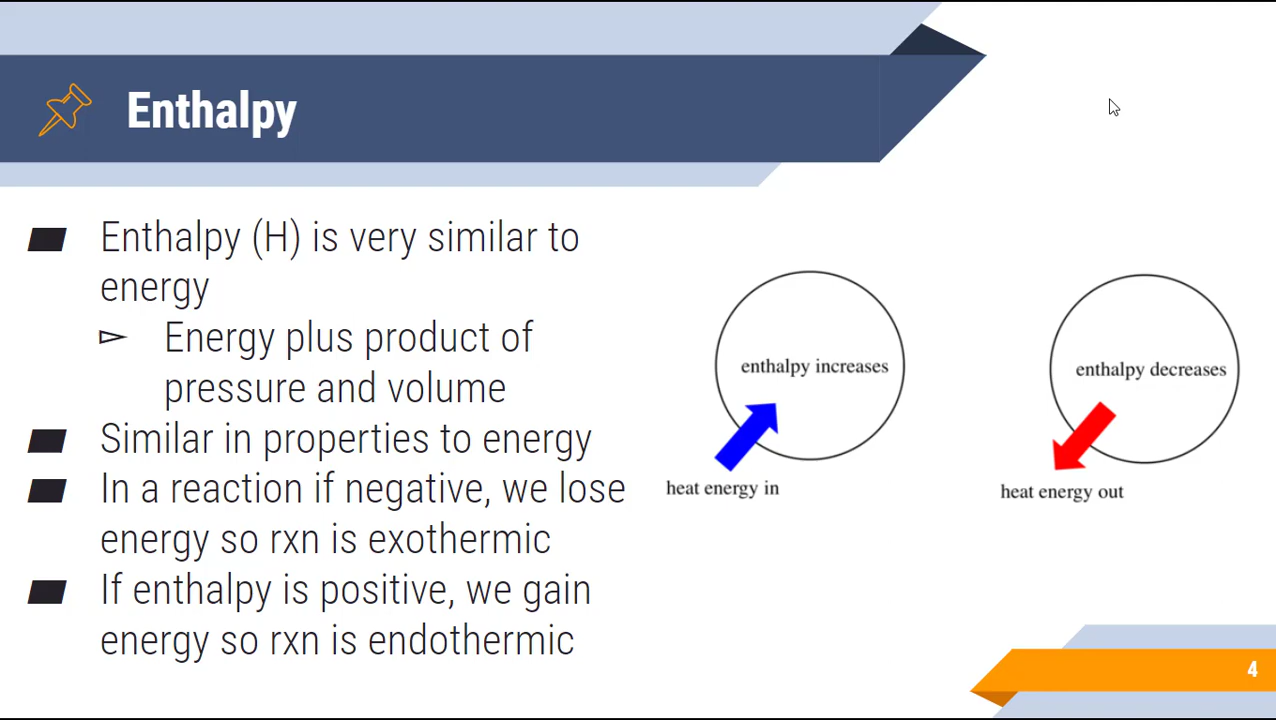 Enthalpy
Enthalpy (H) is very similar to
energy
Energy plus product of
pressure and volume
Similar in properties to energy
In a reaction if negative, we lose
energy so rxn is exothermic
If enthalpy is positive, we gain
energy so rxn is endothermic
enthalpy increases
heat energy in
enthalpy decreases
heat energy out
4